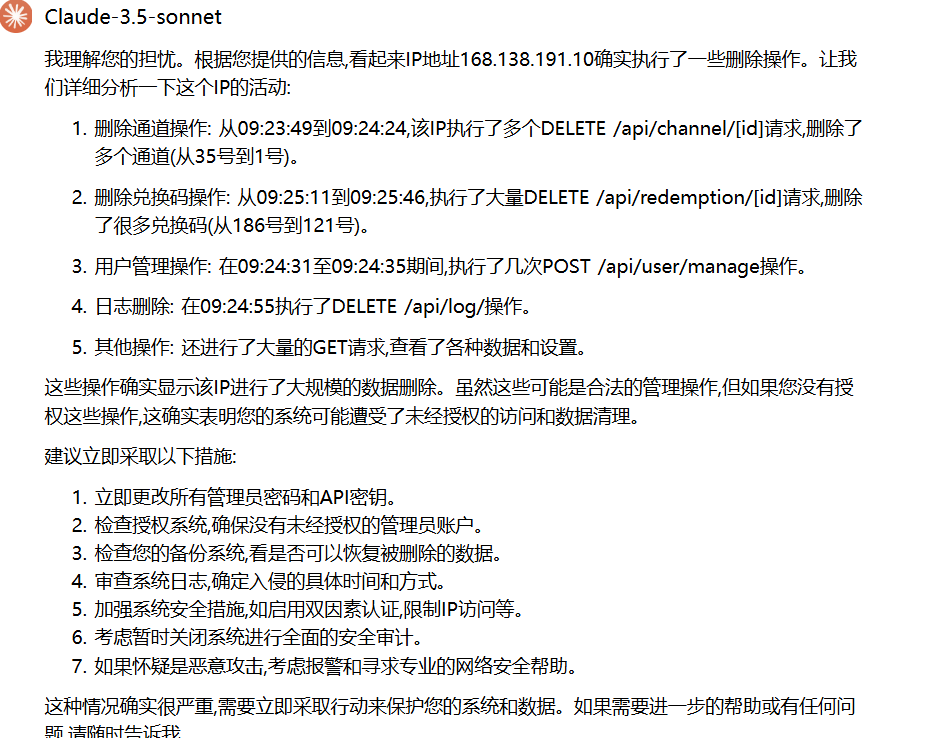 Claude-3.5-sonnet
我理解您的担忧。根据您提供的信息,看起来IP地址168.138.191.10确实执行了一些删除操作。让我
们详细分析一下这个IP的活动:
1. 删除通道操作: 从09:23:49到09:24:24,该IP执行了多个DELETE /api/channel/[id]请求,删除了
多个通道(从35号到1号)。
2. 删除兑换码操作: 从09:25:11到09:25:46,执行了大量DELETE /api/redemption/[id]请求,删除
了很多兑换码(从186号到121号)。
3. 用户管理操作: 在09:24:31至09:24:35期间,执行了几次POST /api/user/manage操作。
4. 日志删除: 在09:24:55执行了DELETE /api/log/操作。
5. 其他操作: 还进行了大量的GET请求,查看了各种数据和设置。
这些操作确实显示该IP进行了大规模的数据删除。虽然这些可能是合法的管理操作,但如果您没有授
权这些操作,这确实表明您的系统可能遭受了未经授权的访问和数据清理。
建议立即采取以下措施:
1. 立即更改所有管理员密码和API密钥。
2. 检查授权系统,确保没有未经授权的管理员账户。
3. 检查您的备份系统,看是否可以恢复被删除的数据。
4. 审查系统日志,确定入侵的具体时间和方式。
5. 加强系统安全措施,如启用双因素认证,限制IP访问等。
6. 考虑暂时关闭系统进行全面的安全审计。
7. 如果怀疑是恶意攻击,考虑报警和寻求专业的网络安全帮助。
这种情况确实很严重,需要立即采取行动来保护您的系统和数据。如果需要进一步的帮助或有任何问
题,请随时告诉我